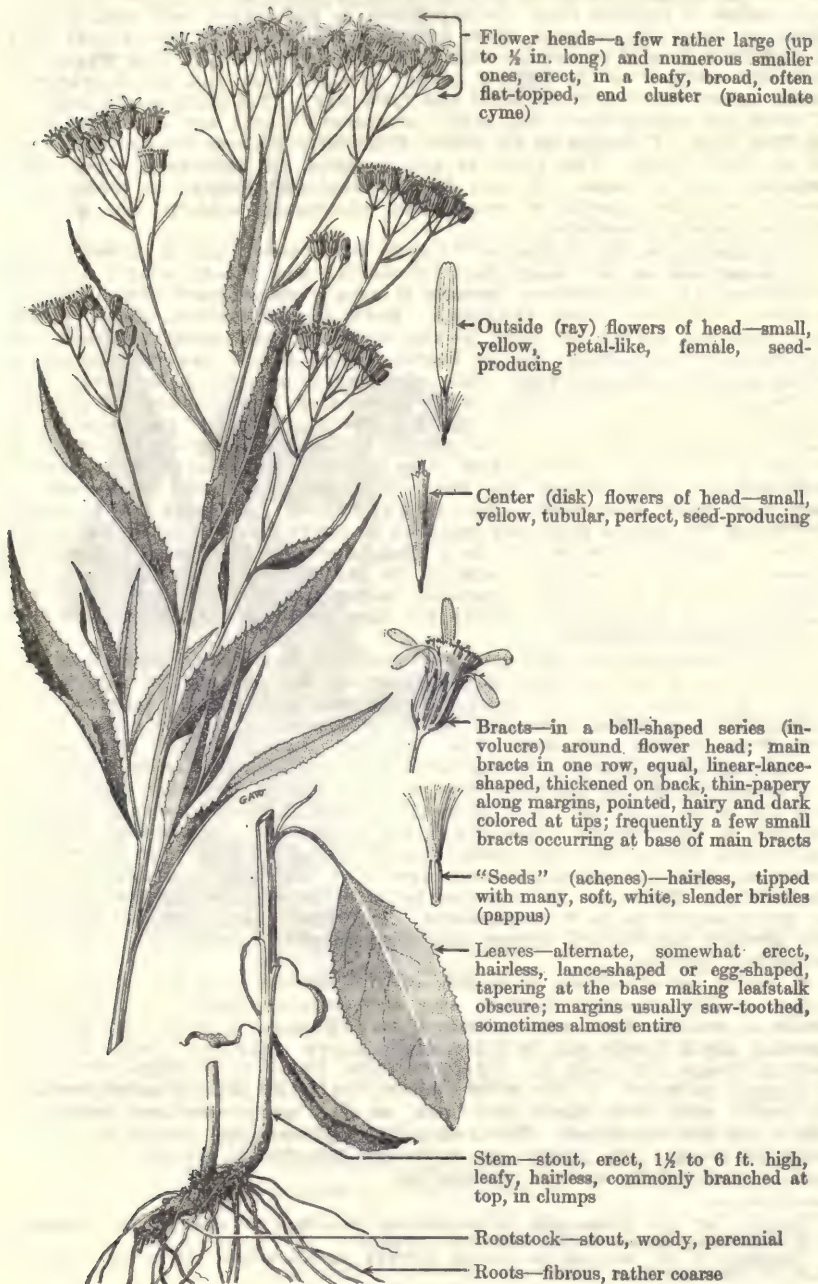 Flower heads—a few rather large (up
to ½ in. long) and numerous smaller
ones, erect, in a leafy, broad, often
flat-topped, end cluster (paniculate
cyme)
Outside (ray) flowers of head—small,
yellow, petal-like, female, seed-
producing
Center (disk) flowers of head—small,
yellow, tubular, perfect, seed-producing
Bracts—in a bell-shaped series (in-
volucre) around flower head; main
bracts in one row, equal, linear-lance-
shaped, thickened on back, thin-papery
along margins, pointed, hairy and dark
colored at tips; frequently a few small
bracts occurring at base of main bracts
"Seeds" (achenes)—hairless, tipped
with many, soft, white, slender bristles
(pappus)
Leaves—alternate, somewhat erect,
hairless, lance-shaped or egg-shaped,
tapering at the base making leafstalk
obscure; margins usually saw-toothed,
sometimes almost entire
Stem—stout, erect, 1½ to 6 ft. high,
leafy, hairless, commonly branched at
top, in clumps
Rootstock—stout, woody, perennial
Roots—fibrous, rather coarse